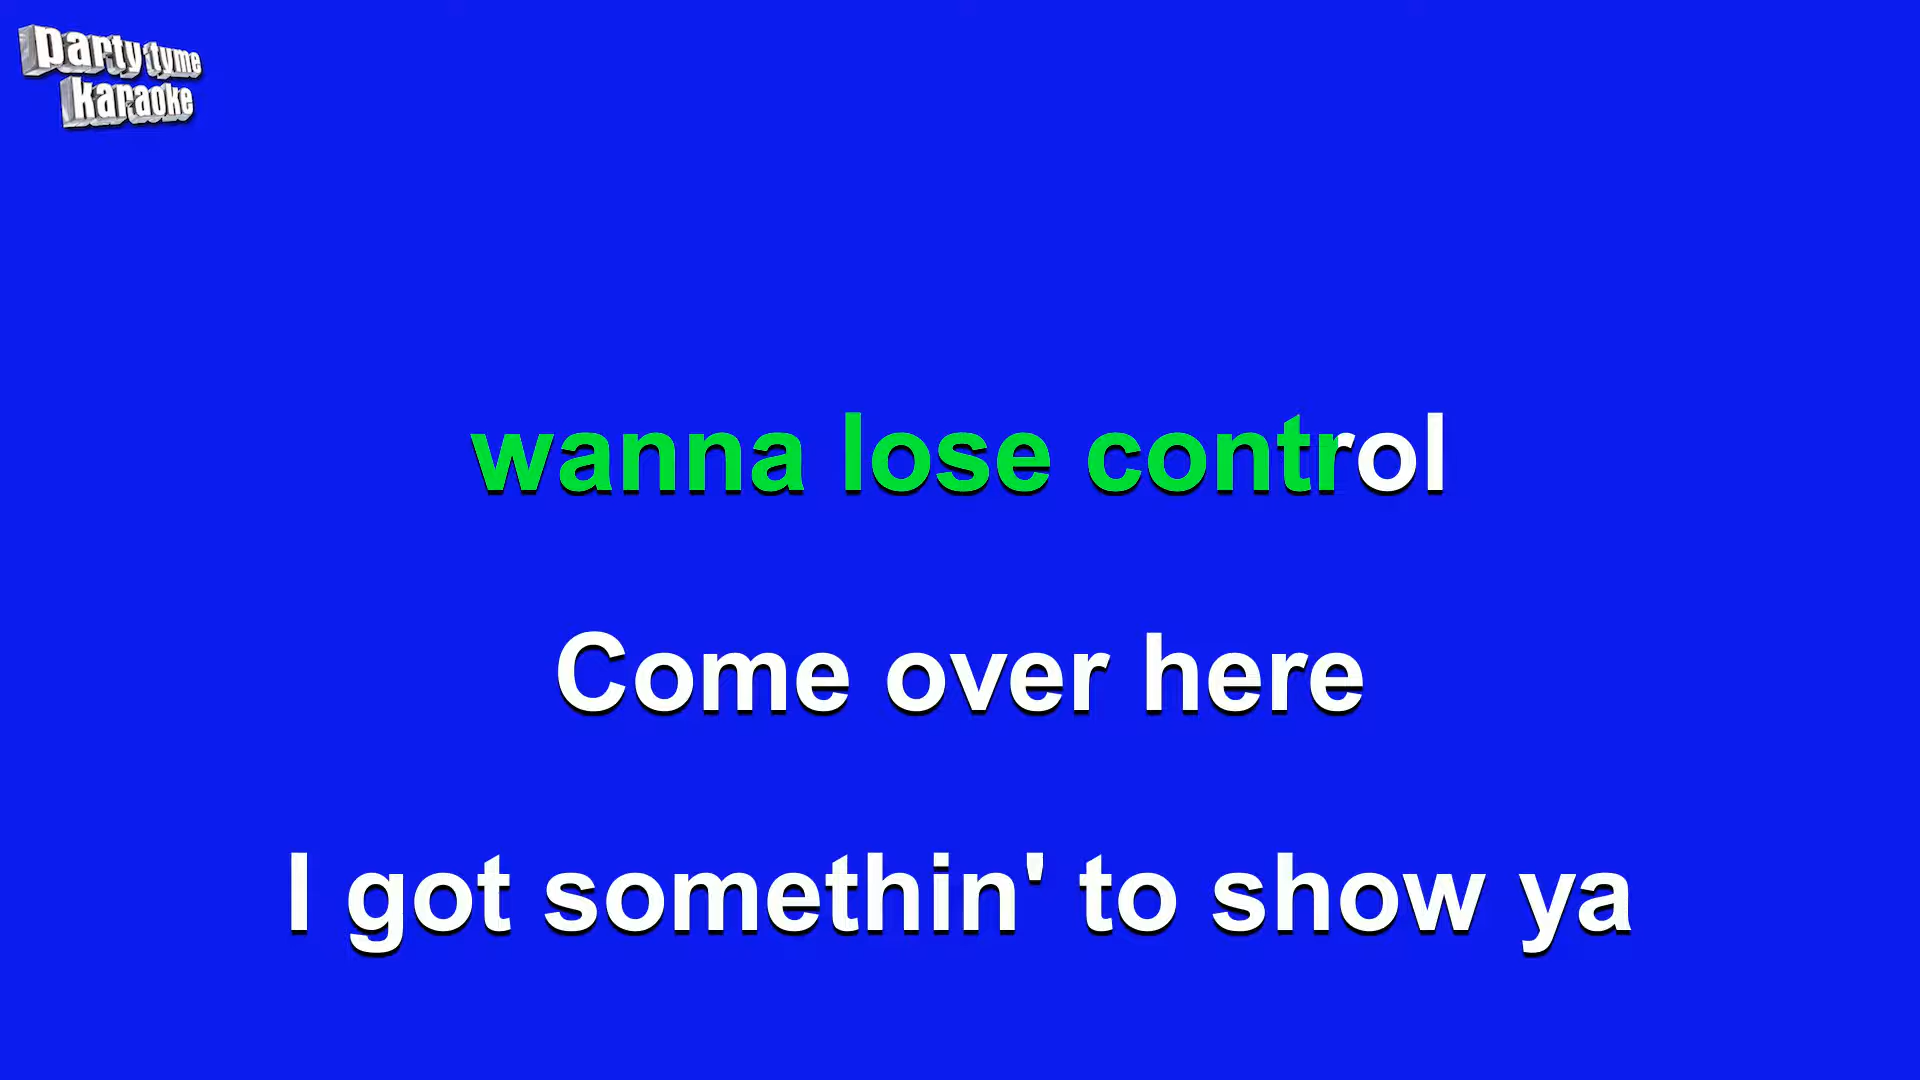 party tyme
karaoke
wanna lose control
Come over here
I got somethin' to show ya